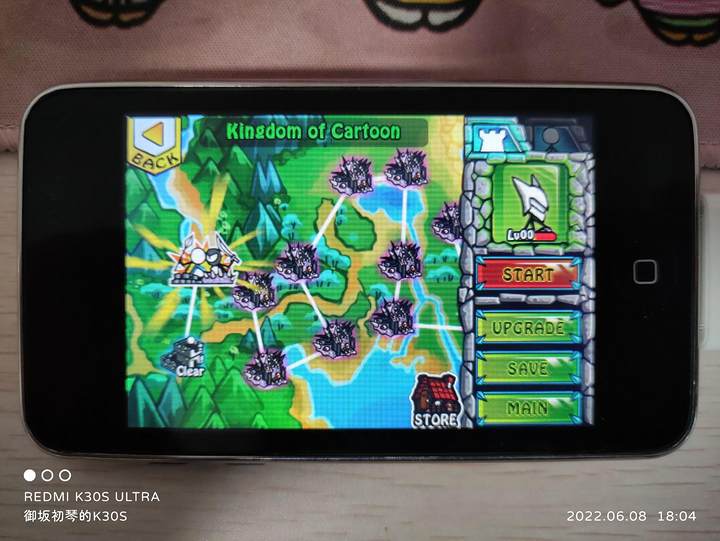 Kingdom of Cartoon
BACK
Lv00
START
UPGRADE
SAVE
MAIN
Clear
STORE
REDMI K30S ULTRA
御坂初琴的K30S
2022.06.08 18:04